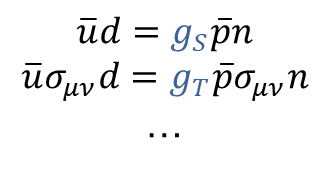 ūd = g_S p̄n
ūσ_μν d = g_T p̄σ_μν n
...